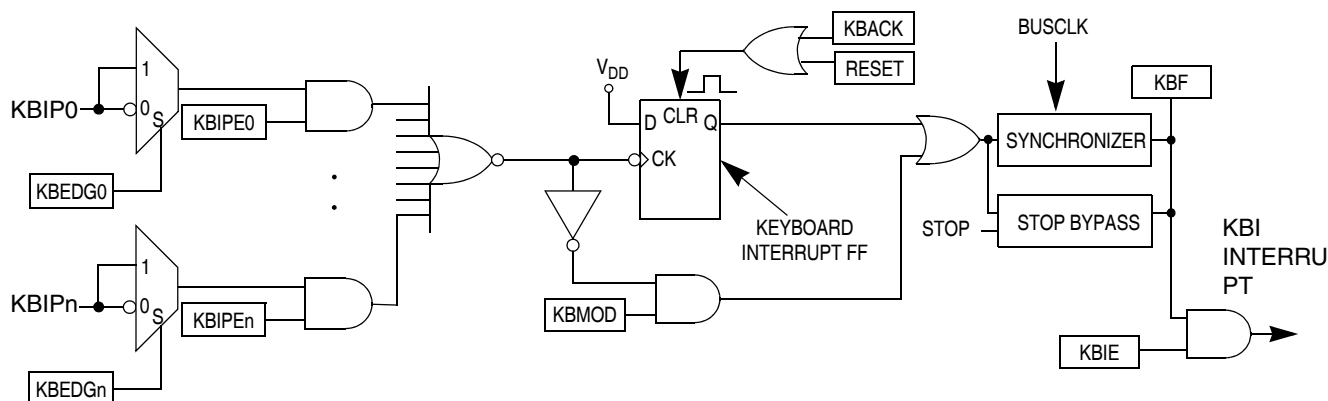 KBACK
RESET
BUSCLK
VDD
KBF
1
KBIP0
0
S
KBIPE0
D CLR Q
CK
SYNCHRONIZER
KBEDG0
KEYBOARD
INTERRUPT FF
STOP
STOP BYPASS
KBI
INTERRU
PT
1
KBIPn
0
S
KBIPEn
KBMOD
KBIE
KBEDGn